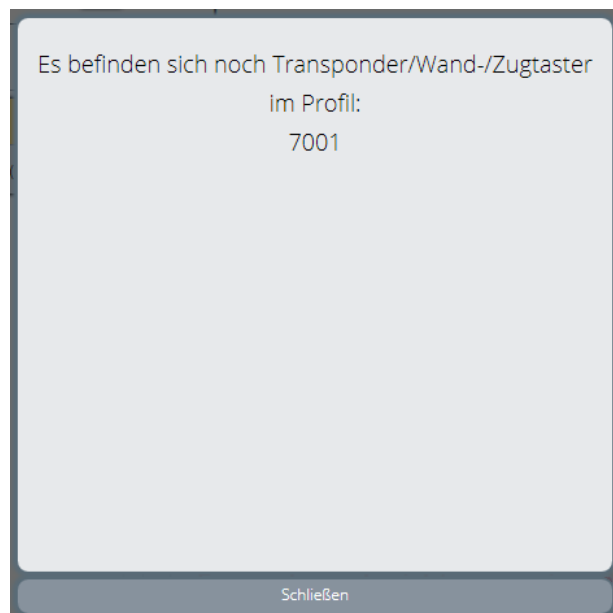 Es befinden sich noch Transponder/Wand-/Zugtaster
im Profil:
7001
Schließen